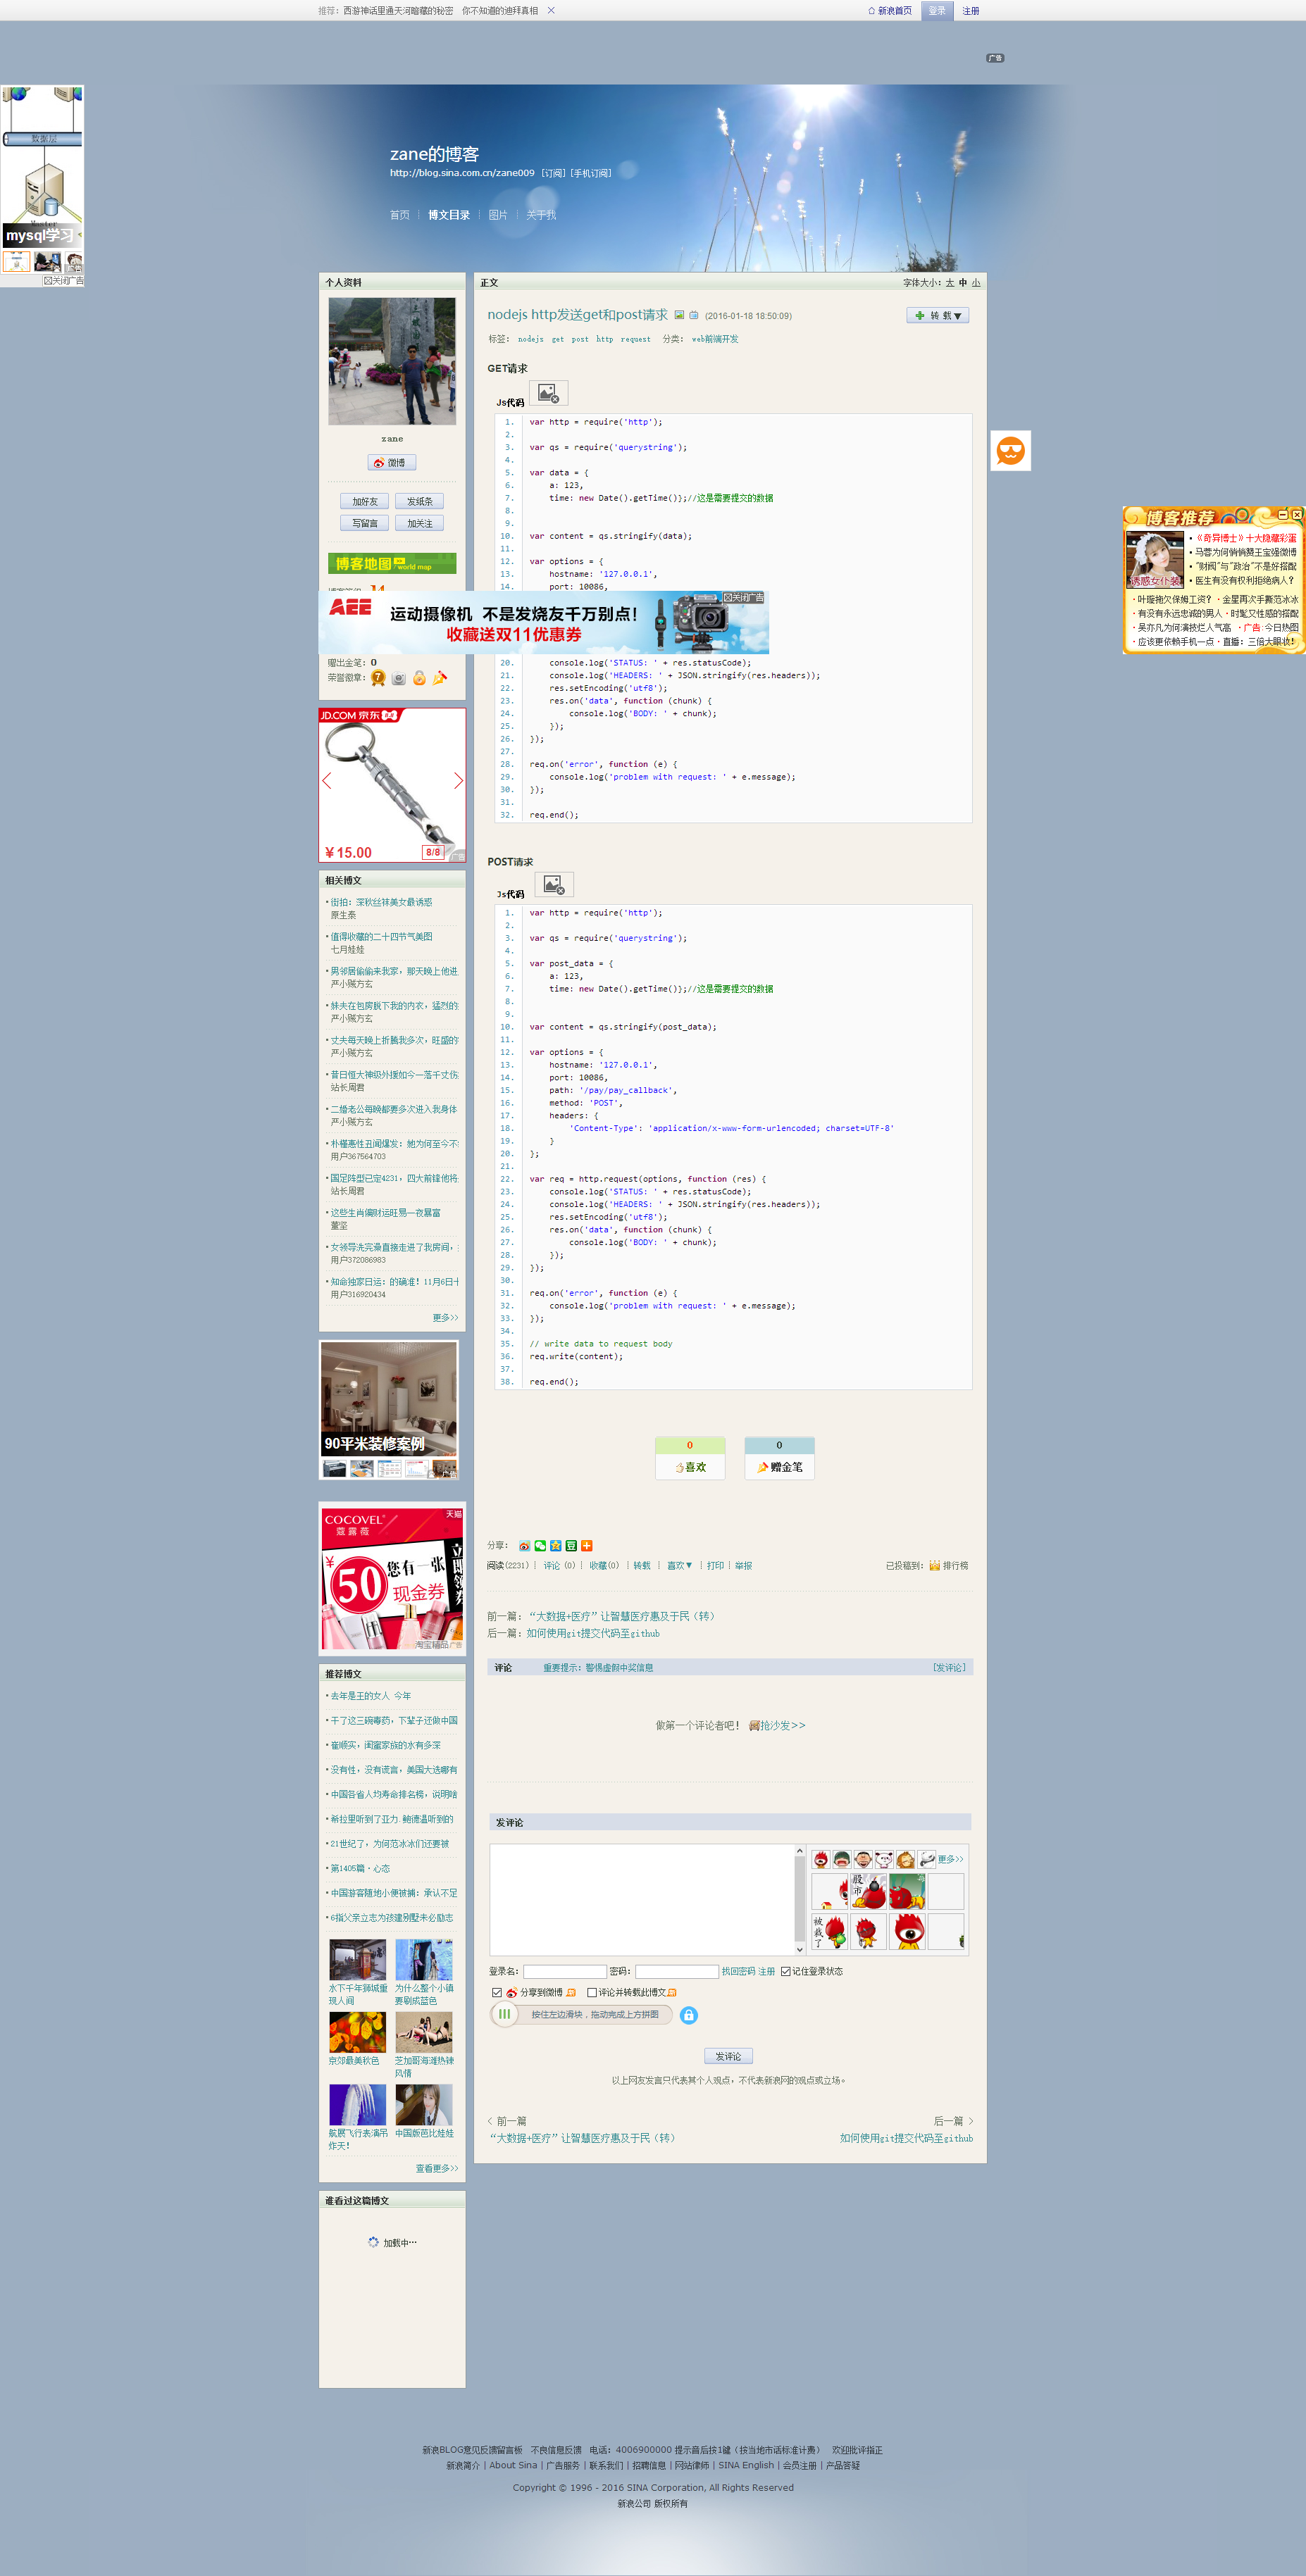 推荐：西游神话里通天河暗藏的秘密 你不知道的迪拜真相
新浪首页 登录 注册
广告
数据层
mysql学习
关闭广告
zane的博客
http://blog.sina.com.cn/zane009 [订阅] [手机订阅]
首页 博文目录 图片 关于我
个人资料
zane
微博
加好友 发纸条
写留言 加关注
博客地图 world map
赠出金笔：0
荣誉徽章：
正文 字体大小：大 中 小
nodejs http发送get和post请求 (2016-01-18 18:50:09)
转 载▼
标签： nodejs get post http request 分类： web前端开发
GET请求
Js代码
1. var http = require('http');
2.
3. var qs = require('querystring');
4.
5. var data = {
6. a: 123,
7. time: new Date().getTime()};//这是需要提交的数据
8.
9.
10. var content = qs.stringify(data);
11.
12. var options = {
13. hostname: '127.0.0.1',
14. port: 10086,
AEE 运动摄像机 不是发烧友千万别点！
收藏送双11优惠券
关闭广告
20. console.log('STATUS: ' + res.statusCode);
21. console.log('HEADERS: ' + JSON.stringify(res.headers));
22. res.setEncoding('utf8');
23. res.on('data', function (chunk) {
24. console.log('BODY: ' + chunk);
25. });
26. });
27.
28. req.on('error', function (e) {
29. console.log('problem with request: ' + e.message);
30. });
31.
32. req.end();
POST请求
Js代码
1. var http = require('http');
2.
3. var qs = require('querystring');
4.
5. var post_data = {
6. a: 123,
7. time: new Date().getTime()};//这是需要提交的数据
8.
9.
10. var content = qs.stringify(post_data);
11.
12. var options = {
13. hostname: '127.0.0.1',
14. port: 10086,
15. path: '/pay/pay_callback',
16. method: 'POST',
17. headers: {
18. 'Content-Type': 'application/x-www-form-urlencoded; charset=UTF-8'
19. }
20. };
21.
22. var req = http.request(options, function (res) {
23. console.log('STATUS: ' + res.statusCode);
24. console.log('HEADERS: ' + JSON.stringify(res.headers));
25. res.setEncoding('utf8');
26. res.on('data', function (chunk) {
27. console.log('BODY: ' + chunk);
28. });
29. });
30.
31. req.on('error', function (e) {
32. console.log('problem with request: ' + e.message);
33. });
34.
35. // write data to request body
36. req.write(content);
37.
38. req.end();
0 0
喜欢 赠金笔
分享：
阅读(2231) 评论 (0) 收藏(0) 转载 喜欢▼ 打印 举报
已投稿到： 排行榜
前一篇：“大数据+医疗”让智慧医疗惠及于民（转）
后一篇：如何使用git提交代码至github
评论 重要提示：警惕虚假中奖信息 [发评论]
做第一个评论者吧！ 抢沙发>>
发评论
更多>>
股市
被裁了
登录名： 密码： 找回密码 注册 记住登录状态
分享到微博 评论并转载此博文
按住左边滑块，拖动完成上方拼图
发评论
以上网友发言只代表其个人观点，不代表新浪网的观点或立场。
< 前一篇 后一篇 >
“大数据+医疗”让智慧医疗惠及于民（转） 如何使用git提交代码至github
博客推荐
诱惑女仆装
《奇异博士》十大隐藏彩蛋
马蓉为何俏俏赞王宝强微博
“财阀”与“政治”不是好搭配
医生有没有权利拒绝病人？
叶璇拖欠保姆工资？ 金星再次手撕范冰冰
有没有永远忠诚的男人 时髦又性感的搭配
吴亦凡为何演技烂人气高 广告:今日热图
应该更依赖手机一点 直播：三倍大眼妆!
JD.COM 京东
￥15.00 8/8
广告
相关博文
街拍：深秋丝袜美女最诱惑
原生泰
值得收藏的二十四节气美图
七月娃娃
男邻居偷偷来我家，那天晚上他进
严小贼方玄
妹夫在包房脱下我的内衣，猛烈的
严小贼方玄
丈夫每天晚上折腾我多次，旺盛的
严小贼方玄
昔日恒大神级外援如今一落千丈伤
站长周君
二婚老公每晚都要多次进入我身体
严小贼方玄
朴槿惠性丑闻爆发：她为何至今不
用户367564703
国足阵型已定4231，四大前锋他将
站长周君
这些生肖偏财运旺易一夜暴富
董坚
女领导洗完澡直接走进了我房间，
用户372086983
知命独家日运：的确准！11月6日十
用户316920434
更多>>
90平米装修案例
广告
COCOVEL 天猫
蔻露薇
￥50 您有一张 现金券 立即领
淘宝精品 广告
推荐博文
去年是王的女人 今年
干了这三碗毒药，下辈子还做中国
崔顺实，闺蜜家族的水有多深
没有性，没有谎言，美国大选哪有
中国各省人均寿命排名榜，说明啥
希拉里听到了亚力.鲍德温听到的
21世纪了，为何范冰冰们还要被
第1405篇·心态
中国游客随地小便被捕：承认不足
6指父亲立志为孩建别墅未必励志
水下千年狮城重现人间 为什么整个小镇要刷成蓝色
京郊最美秋色 芝加哥海滩热辣风情
航展飞行表演吊炸天！ 中国版芭比娃娃
查看更多>>
谁看过这篇博文
加载中…
新浪BLOG意见反馈留言板 不良信息反馈 电话：4006900000 提示音后按1键（按当地市话标准计费） 欢迎批评指正
新浪简介 | About Sina | 广告服务 | 联系我们 | 招聘信息 | 网站律师 | SINA English | 会员注册 | 产品答疑
Copyright © 1996 - 2016 SINA Corporation, All Rights Reserved
新浪公司 版权所有